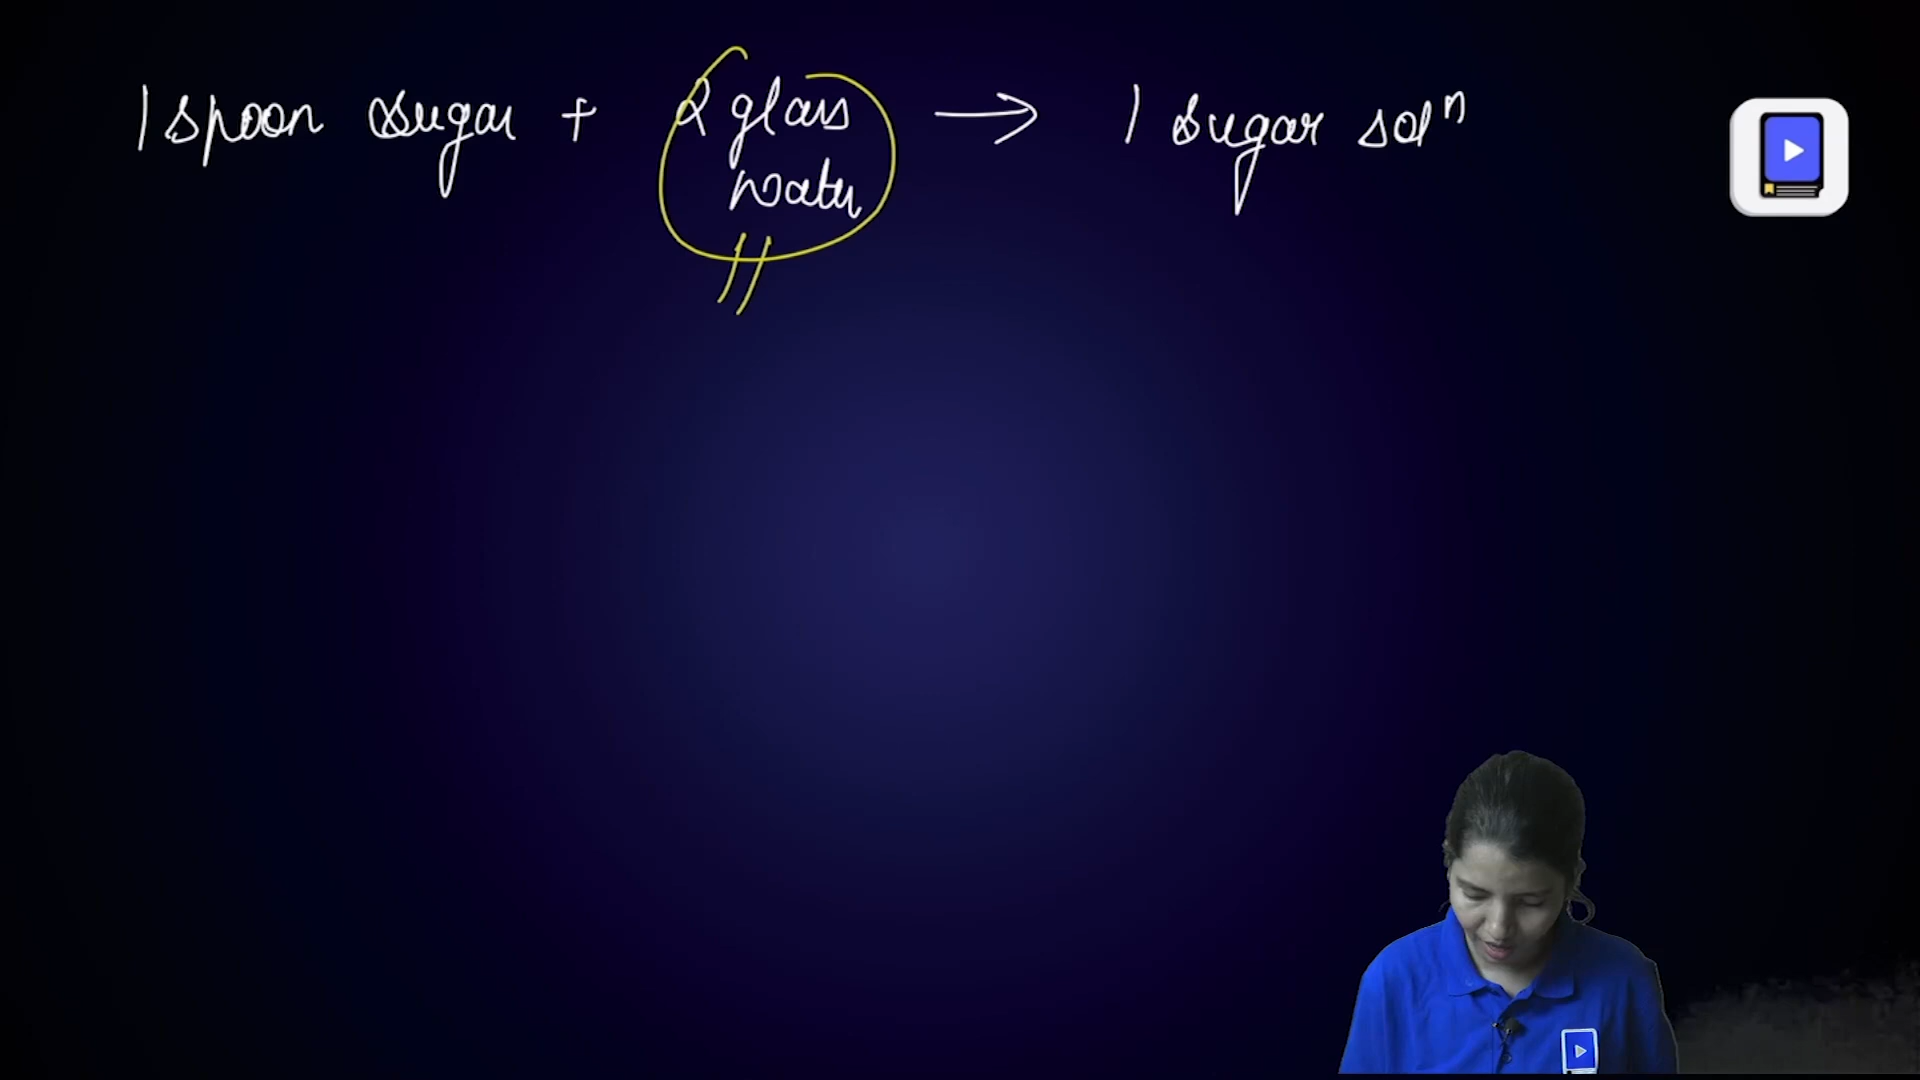 1 spoon sugar + 2 glass → 1 sugar solⁿ
water